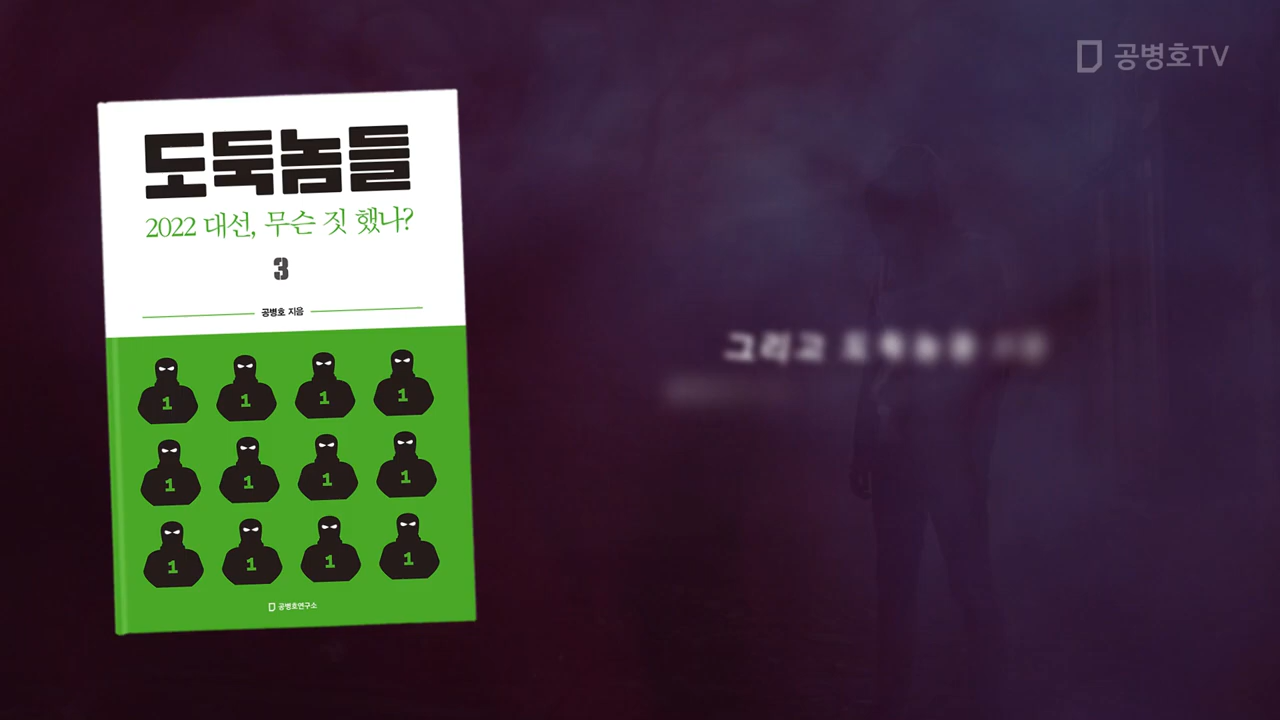 공병호TV
도둑놈들
2022 대선, 무슨 짓 했나?
3
공병호 지음
1 1 1 1
1 1 1 1
1 1 1 1
공병호연구소
그리고 도둑놈들